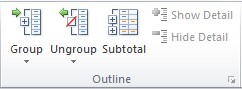 Group
Ungroup
Subtotal
Show Detail
Hide Detail
Outline